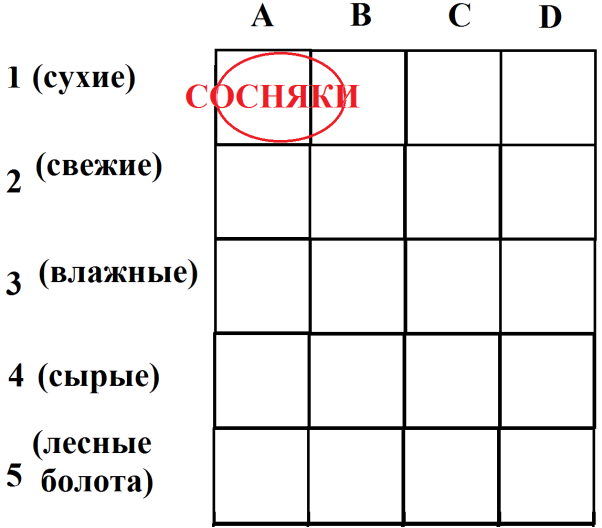 A B C D
1 (сухие)
СОСНЯКИ
2 (свежие)
3 (влажные)
4 (сырые)
5 (лесные
болота)